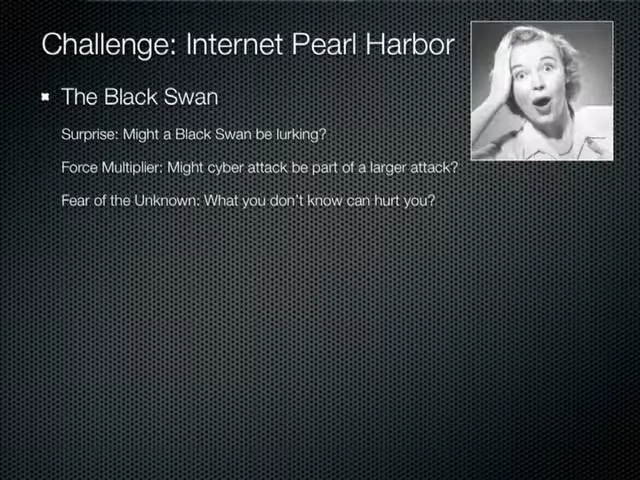 Challenge: Internet Pearl Harbor
The Black Swan
Surprise: Might a Black Swan be lurking?
Force Multiplier: Might cyber attack be part of a larger attack?
Fear of the Unknown: What you don't know can hurt you?